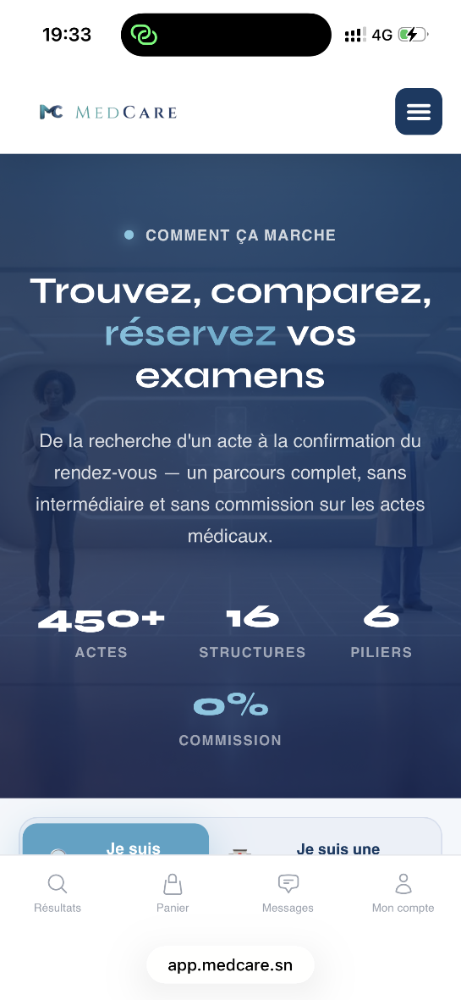 19:33
4G
MC MEDCARE
COMMENT ÇA MARCHE
Trouvez, comparez,
réservez vos
examens
De la recherche d'un acte à la confirmation du
rendez-vous — un parcours complet, sans
intermédiaire et sans commission sur les actes
médicaux.
450+ 16 6
ACTES STRUCTURES PILIERS
0%
COMMISSION
Je suis Je suis une
Résultats Panier Messages Mon compte
app.medcare.sn